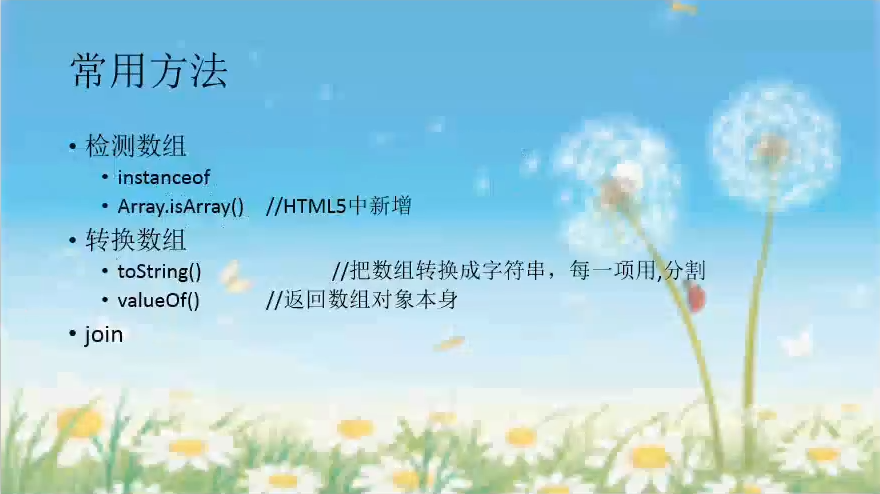 常用方法
• 检测数组
• instanceof
• Array.isArray() //HTML5中新增
• 转换数组
• toString() //把数组转换成字符串，每一项用,分割
• valueOf() //返回数组对象本身
• join